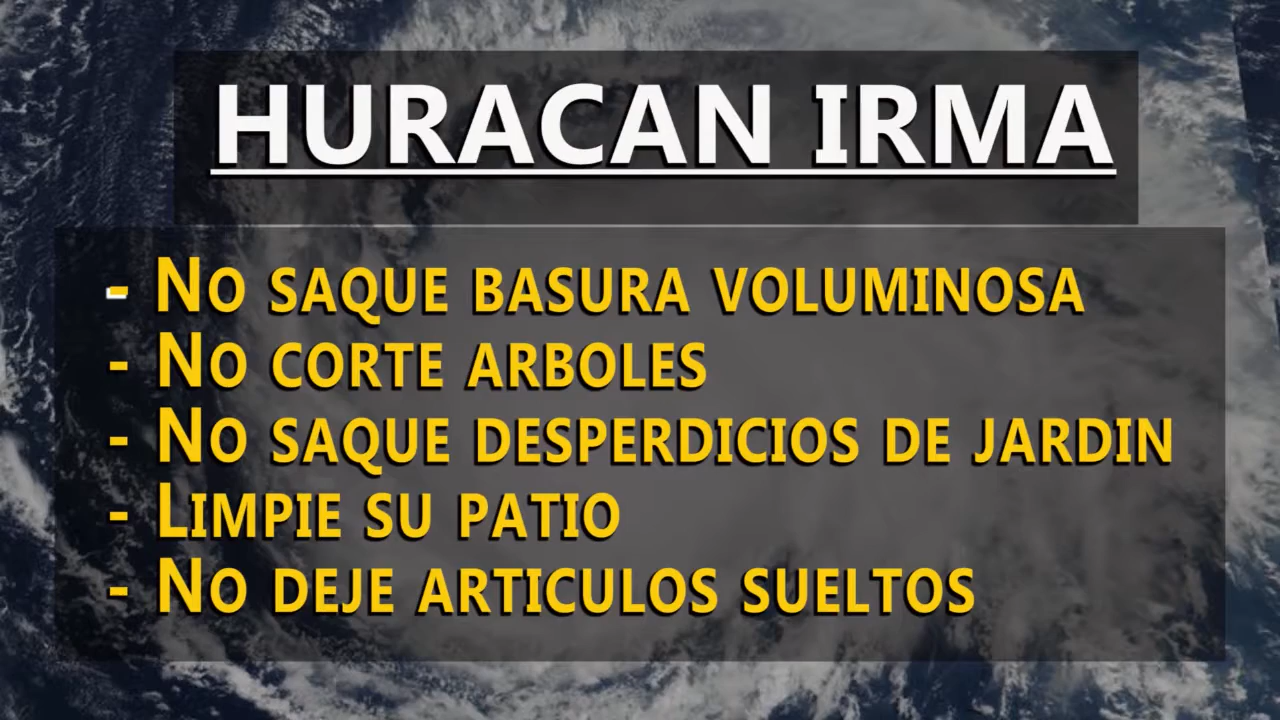 HURACAN IRMA
- NO SAQUE BASURA VOLUMINOSA
- NO CORTE ARBOLES
- NO SAQUE DESPERDICIOS DE JARDIN
- LIMPIE SU PATIO
- NO DEJE ARTICULOS SUELTOS